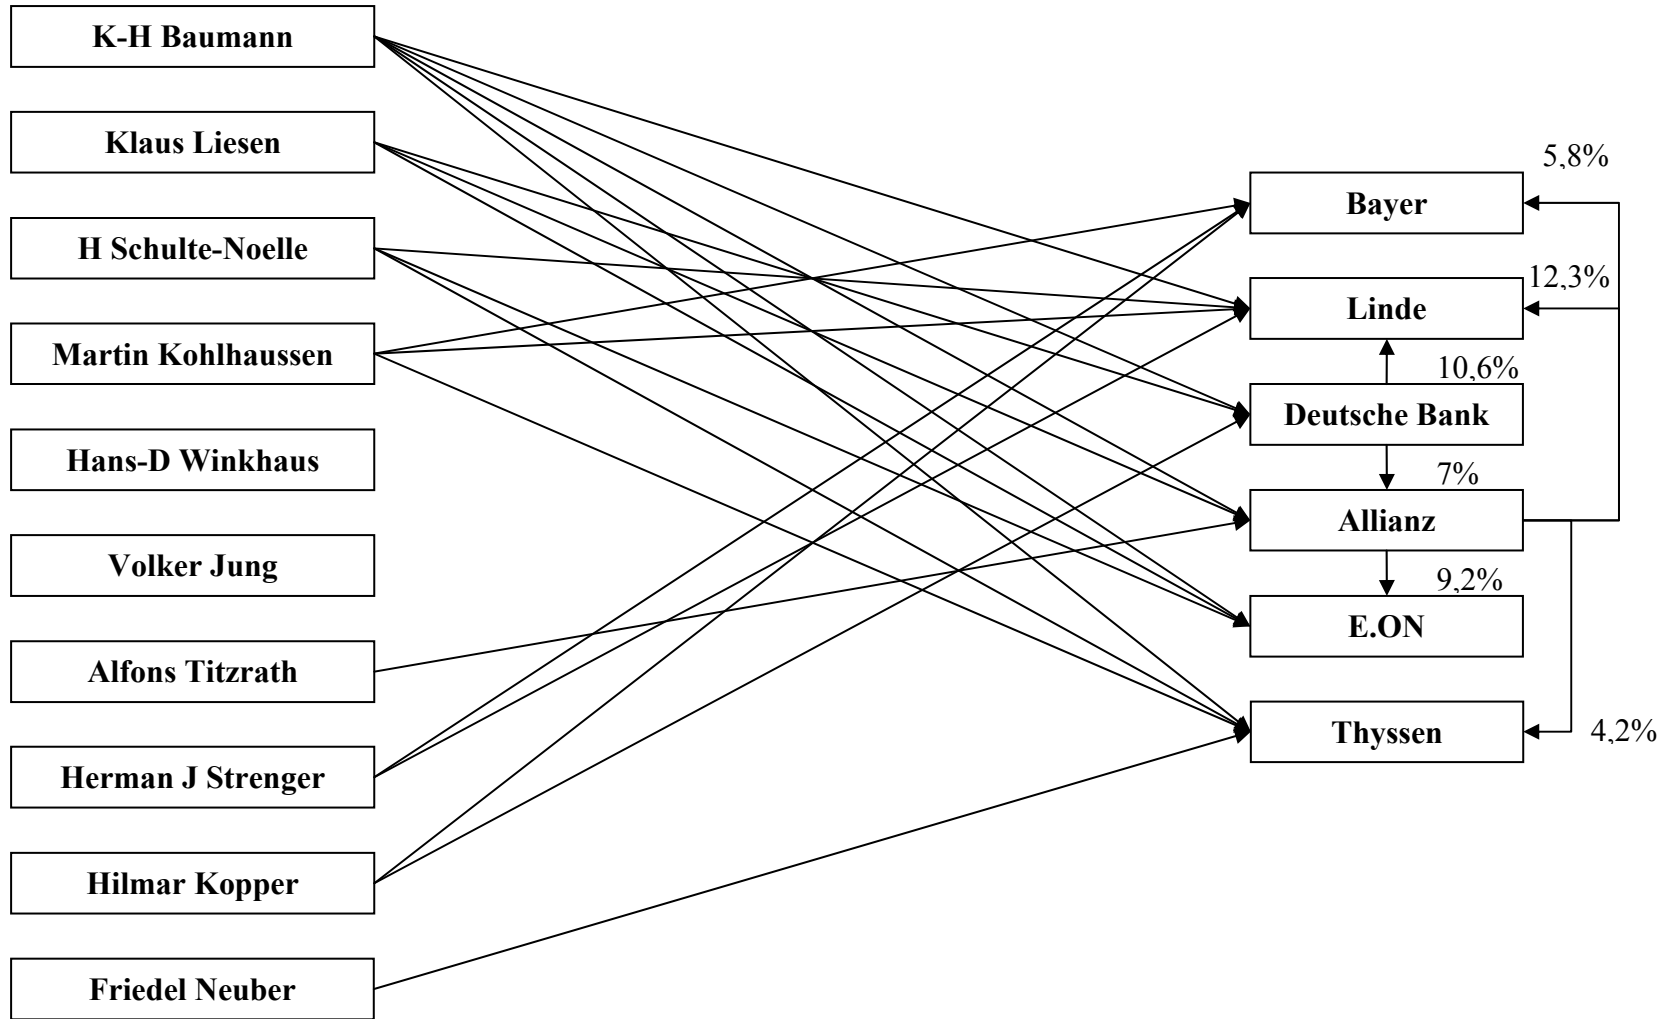 K-H Baumann
Klaus Liesen
H Schulte-Noelle
Martin Kohlhaussen
Hans-D Winkhaus
Volker Jung
Alfons Titzrath
Herman J Strenger
Hilmar Kopper
Friedel Neuber
5,8%
Bayer
12,3%
Linde
10,6%
Deutsche Bank
7%
Allianz
9,2%
E.ON
Thyssen
4,2%